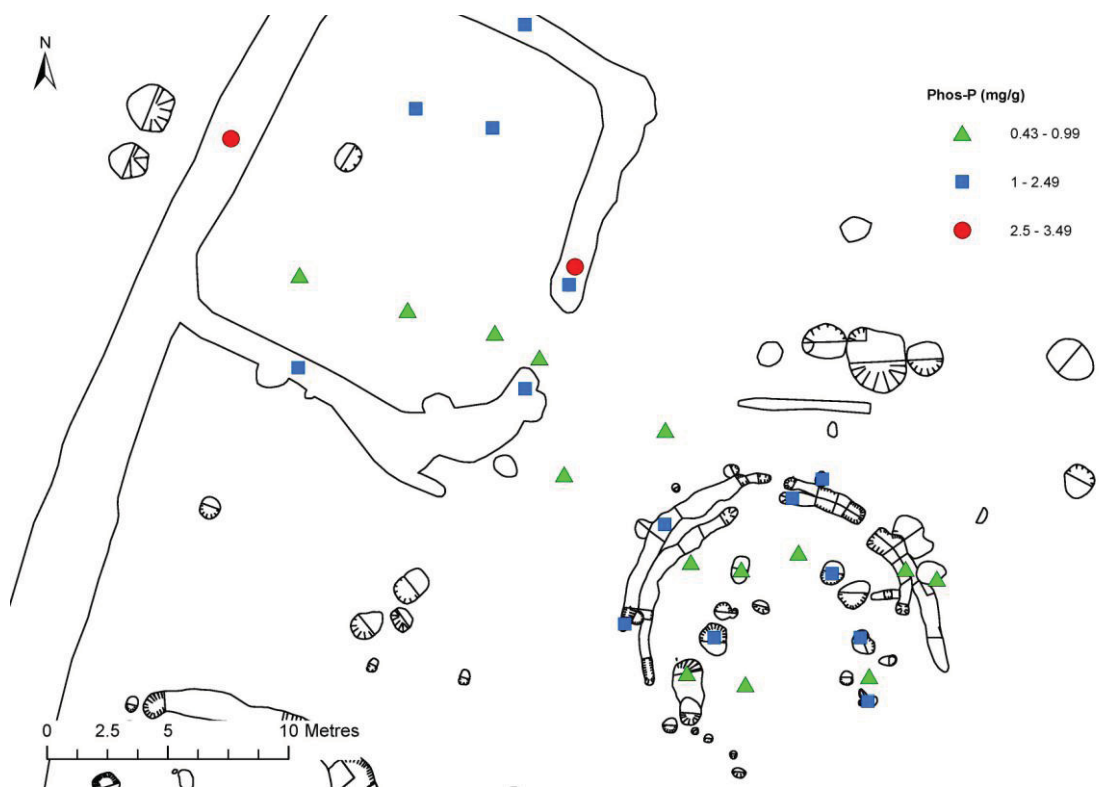 N
Phos-P (mg/g)
0.43 - 0.99
1 - 2.49
2.5 - 3.49
0 2.5 5 10 Metres